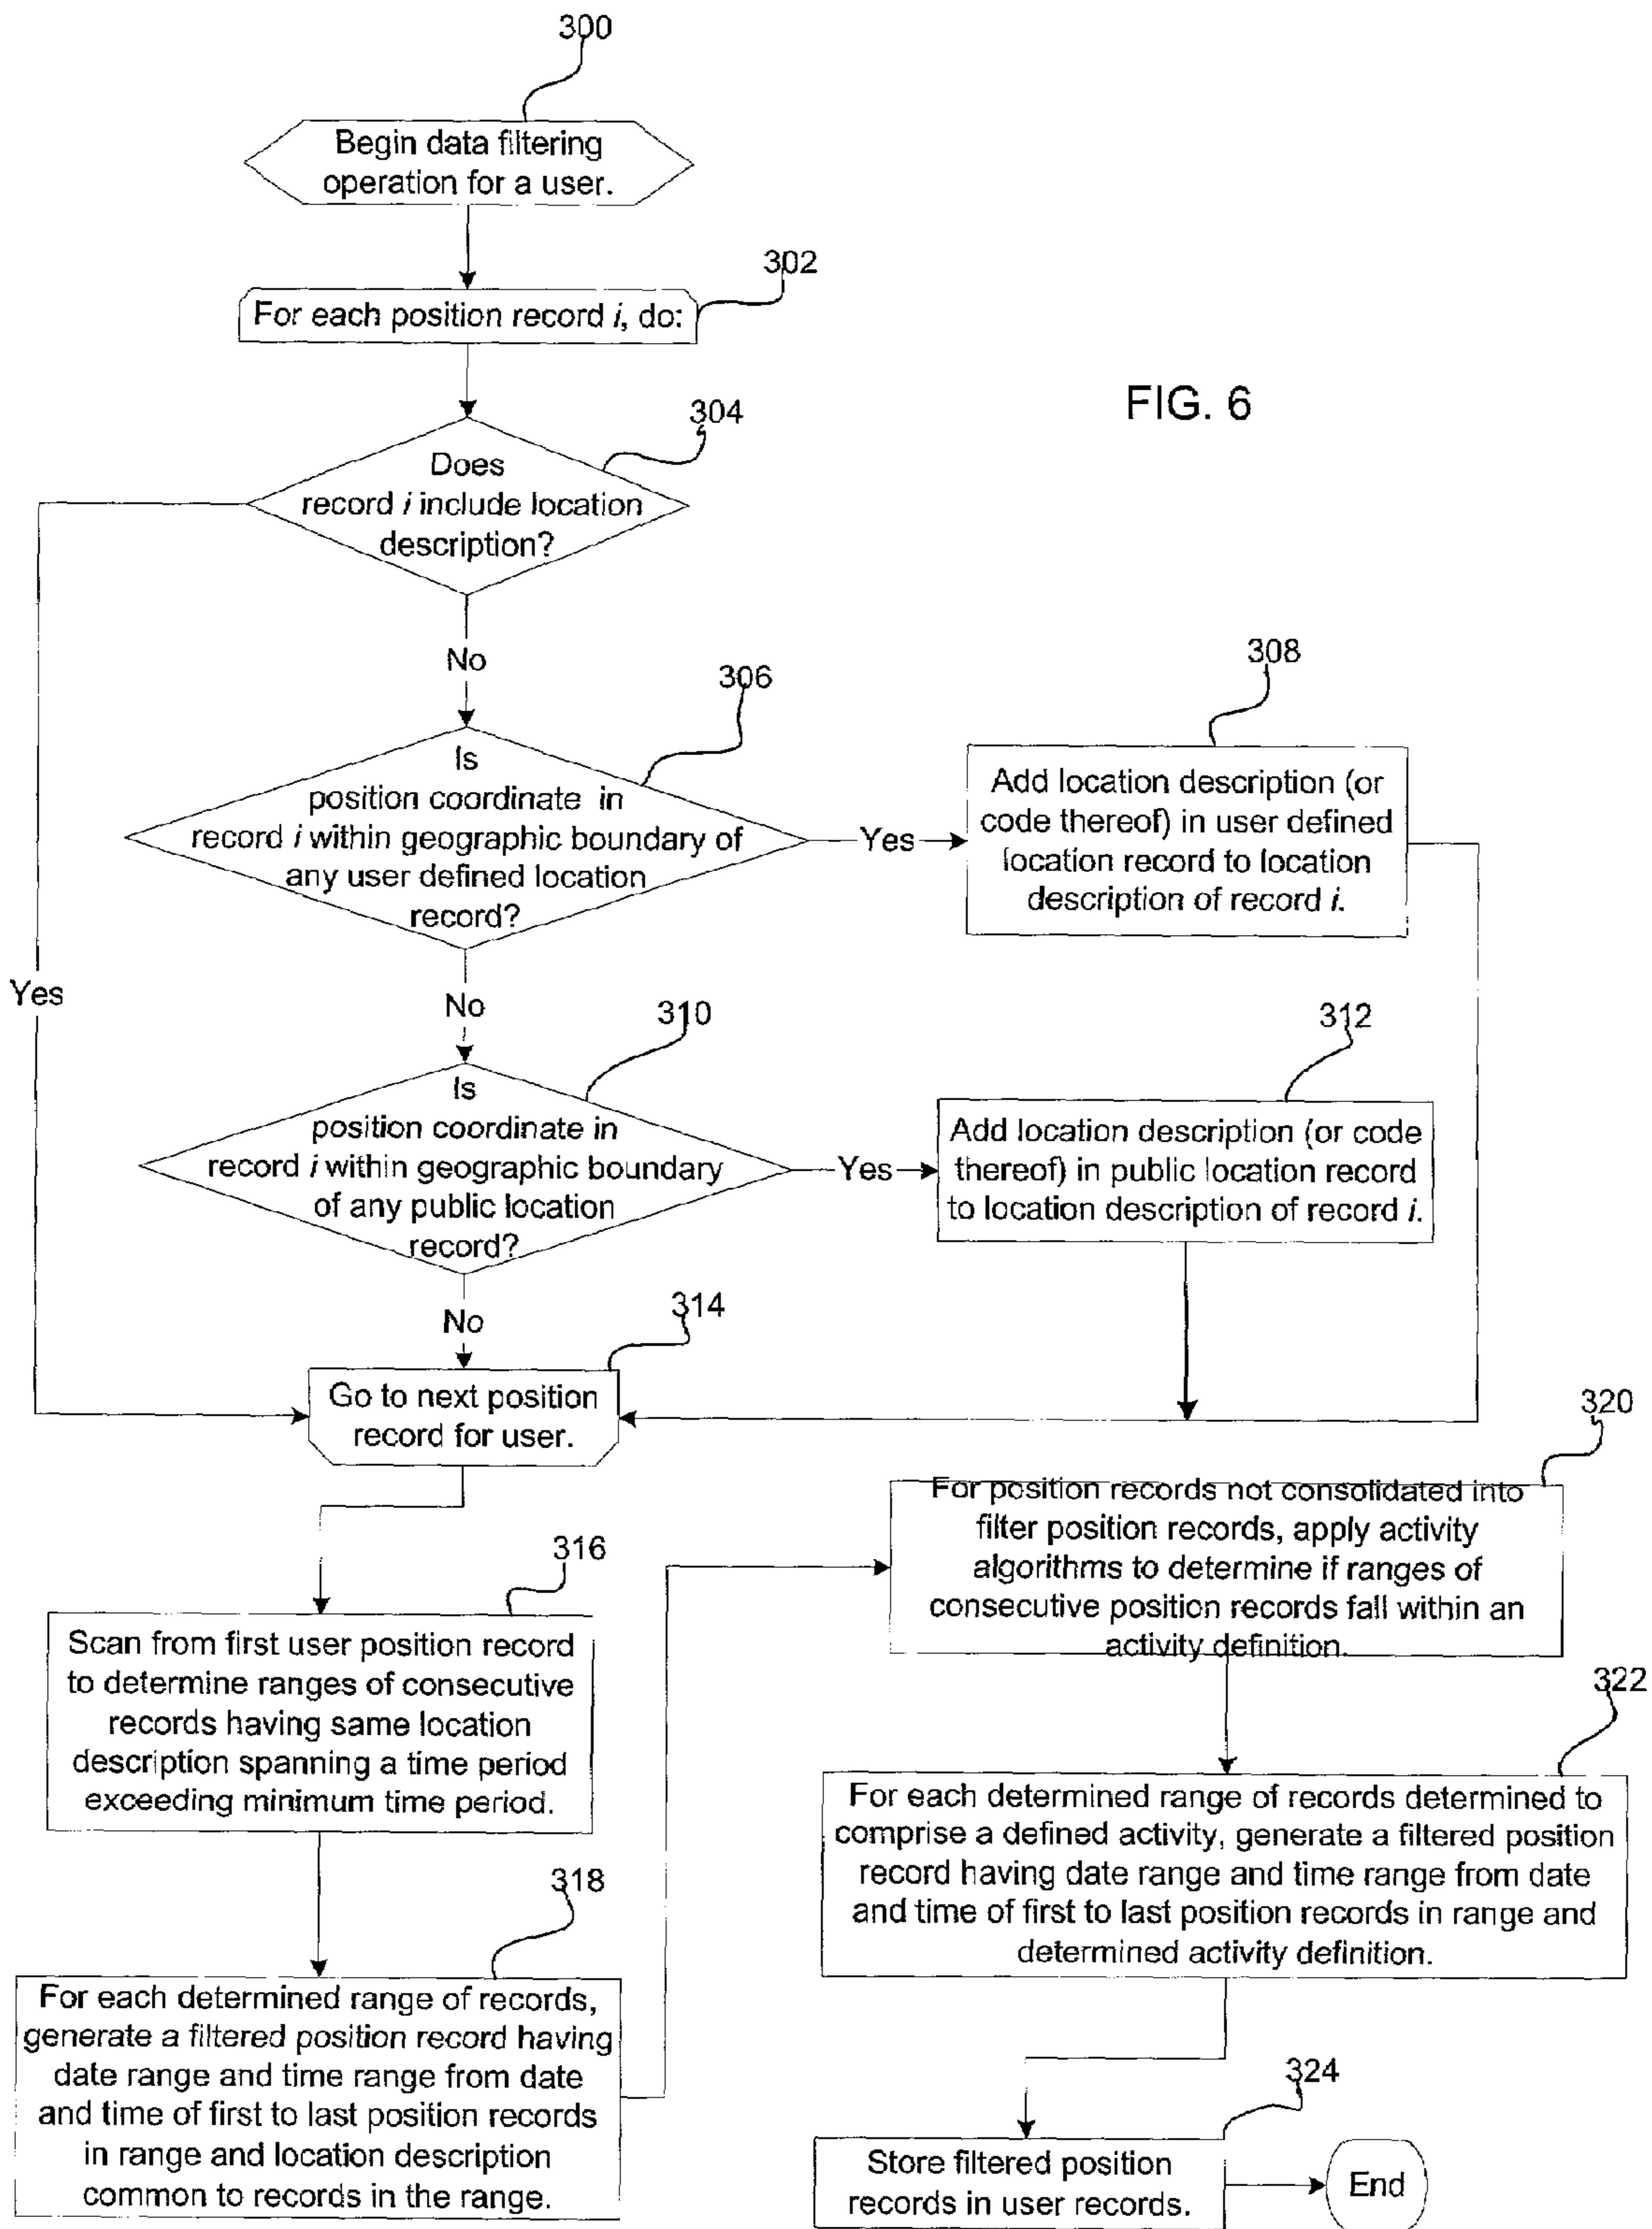 300
Begin data filtering
operation for a user.
302
For each position record i, do:
FIG. 6
304
Does
record i include location
description?
No
306
Is
position coordinate in
record i within geographic boundary of
any user defined location
record?
Yes
308
Add location description (or
code thereof) in user defined
location record to location
description of record i.
Yes
No
310
Is
position coordinate in
record i within geographic boundary
of any public location
record?
Yes
312
Add location description (or code
thereof) in public location record
to location description of record i.
No
314
Go to next position
record for user.
316
Scan from first user position record
to determine ranges of consecutive
records having same location
description spanning a time period
exceeding minimum time period.
318
For each determined range of records,
generate a filtered position record having
date range and time range from date
and time of first to last position records
in range and location description
common to records in the range.
320
For position records not consolidated into
filter position records, apply activity
algorithms to determine if ranges of
consecutive position records fall within an
activity definition.
322
For each determined range of records determined to
comprise a defined activity, generate a filtered position
record having date range and time range from date
and time of first to last position records in range and
determined activity definition.
324
Store filtered position
records in user records.
End